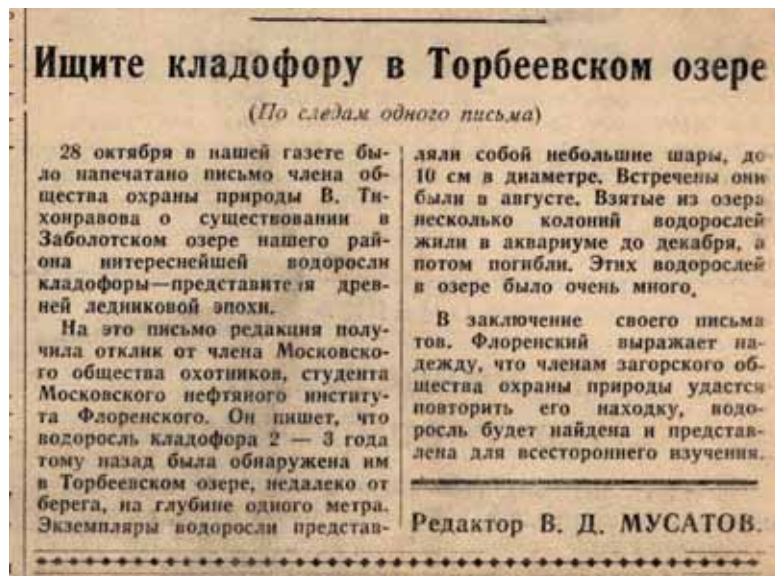 Ищите кладофору в Торбеевском озере
(По следам одного письма)
28 октября в нашей газете бы-
ло напечатано письмо члена об-
щества охраны природы В. Ти-
хонравова о существовании в
Заболотском озере нашего рай-
она интереснейшей водоросли
кладофоры—представителя древ-
ней ледниковой эпохи.
На это письмо редакция полу-
чила отклик от члена Московско-
го общества охотников, студента
Московского нефтяного институ-
та Флоренского. Он пишет, что
водоросль кладофора 2 — 3 года
тому назад была обнаружена им
в Торбеевском озере, недалеко от
берега, на глубине одного метра.
Экземпляры водоросли представ-
ляли собой небольшие шары, до
10 см в диаметре. Встречены они
были в августе. Взятые из озера
несколько колоний водорослей
жили в аквариуме до декабря, а
потом погибли. Этих водорослей
в озере было очень много.
В заключение своего письма
тов. Флоренский выражает на-
дежду, что членам загорского об-
щества охраны природы удастся
повторить его находку, водо-
росль будет найдена и представ-
лена для всестороннего изучения.
Редактор В. Д. МУСАТОВ.